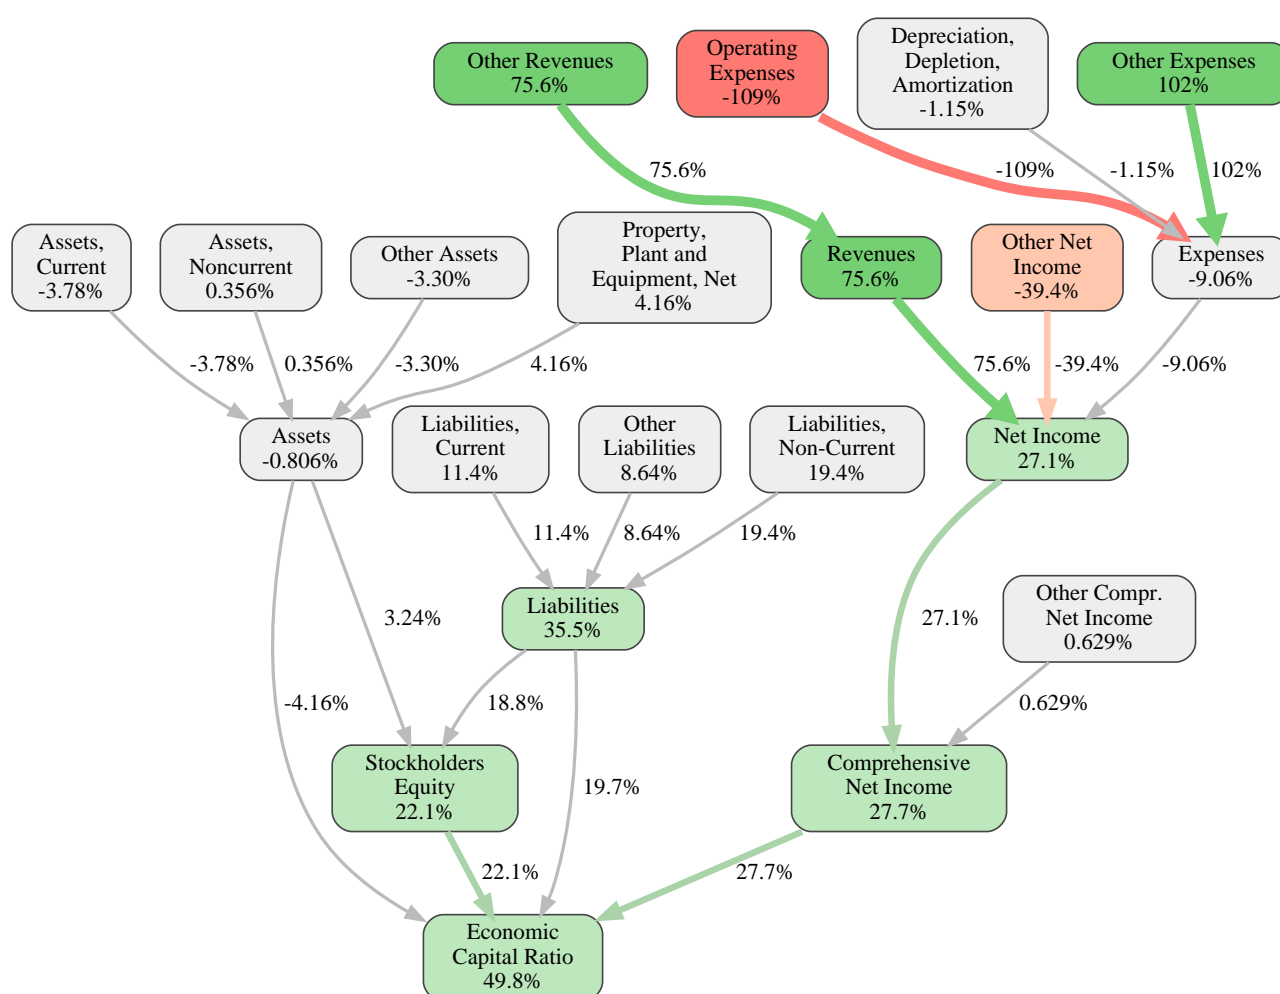 Other Revenues
75.6%
Operating
Expenses
-109%
Depreciation,
Depletion,
Amortization
-1.15%
Other Expenses
102%
75.6%
-109%
-1.15%
102%
Assets,
Current
-3.78%
Assets,
Noncurrent
0.356%
Other Assets
-3.30%
Property,
Plant and
Equipment, Net
4.16%
Revenues
75.6%
Other Net
Income
-39.4%
Expenses
-9.06%
-3.78%
0.356%
-3.30%
4.16%
75.6%
-39.4%
-9.06%
Assets
-0.806%
Liabilities,
Current
11.4%
Other
Liabilities
8.64%
Liabilities,
Non-Current
19.4%
Net Income
27.1%
11.4%
8.64%
19.4%
Liabilities
35.5%
Other Compr.
Net Income
0.629%
3.24%
27.1%
-4.16%
18.8%
0.629%
Stockholders
Equity
22.1%
19.7%
Comprehensive
Net Income
27.7%
22.1%
27.7%
Economic
Capital Ratio
49.8%